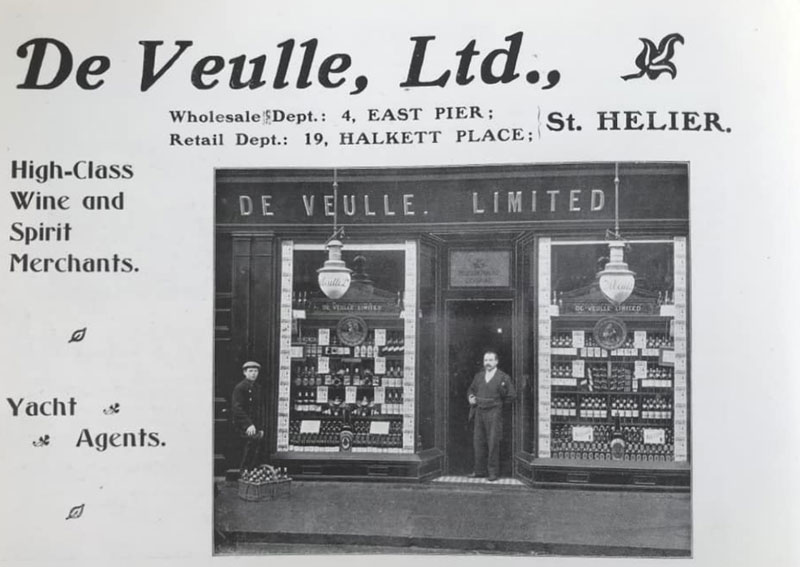 De Veulle, Ltd.,
Wholesale Dept.: 4, EAST PIER;
Retail Dept.: 19, HALKETT PLACE;
St. HELIER.
High-Class
Wine and
Spirit
Merchants.
Yacht
Agents.
DE VEULLE. LIMITED
DE VEULLE LIMITED
DE VEULLE LIMITED